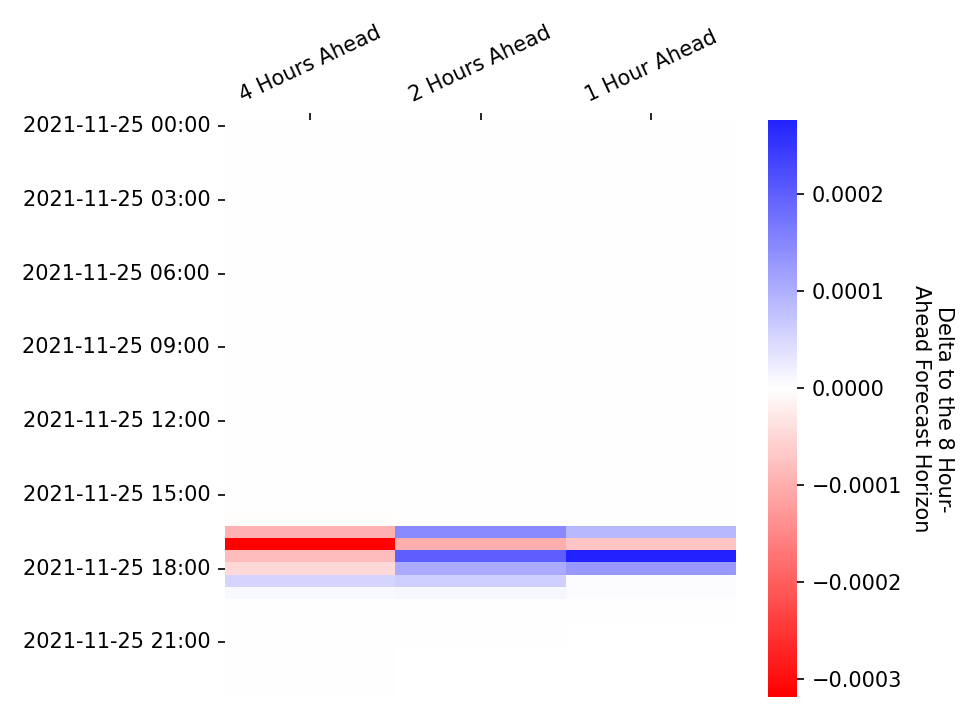 4 Hours Ahead
2 Hours Ahead
1 Hour Ahead
2021-11-25 00:00
2021-11-25 03:00
2021-11-25 06:00
2021-11-25 09:00
2021-11-25 12:00
2021-11-25 15:00
2021-11-25 18:00
2021-11-25 21:00
0.0002
0.0001
0.0000
−0.0001
−0.0002
−0.0003
Delta to the 8 Hour-
Ahead Forecast Horizon